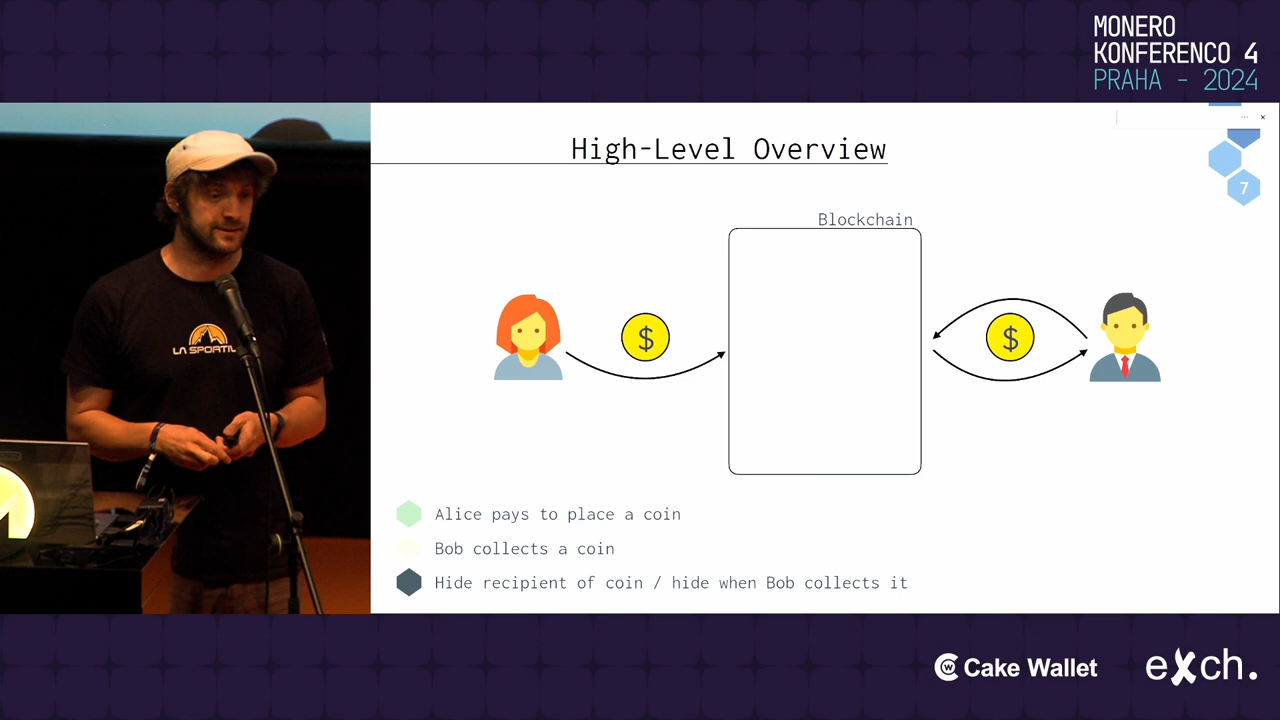 MONERO
KONFERENCO 4
PRAHA - 2024
High-Level Overview
7
Blockchain
$
$
LA SPORTIL
Alice pays to place a coin
Bob collects a coin
Hide recipient of coin / hide when Bob collects it
Cake Wallet
eXch.